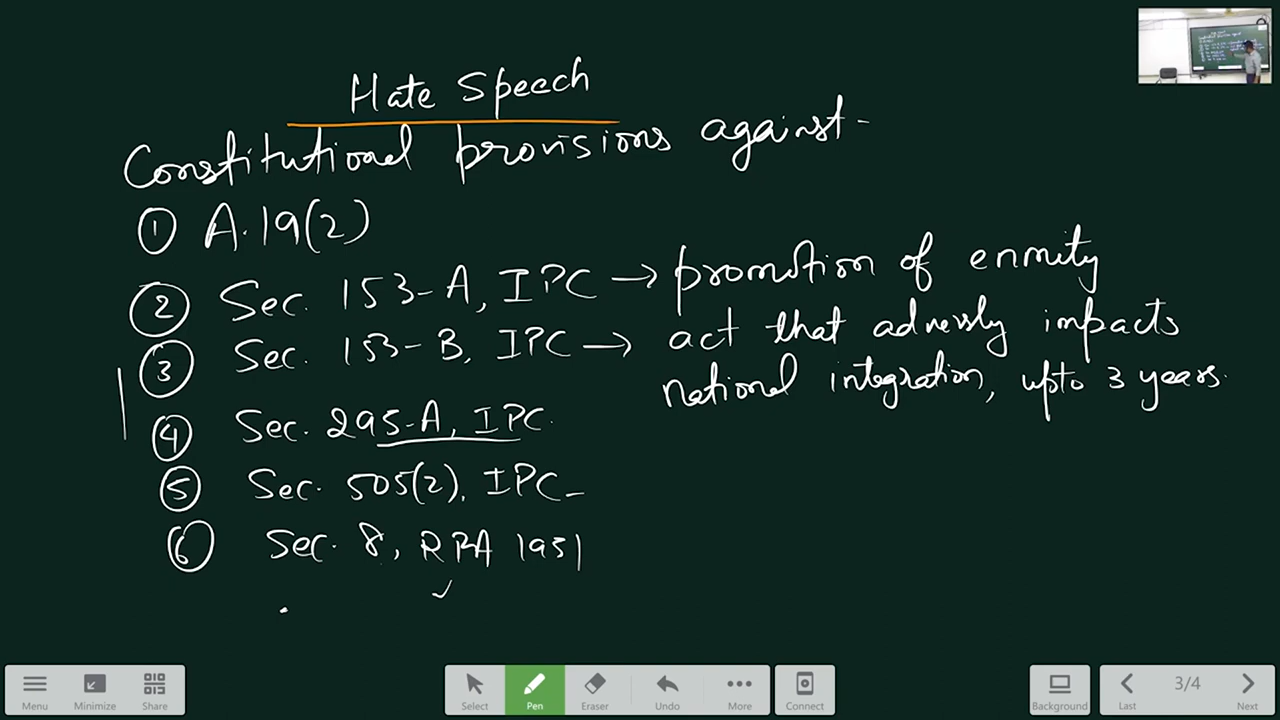 Hate Speech
Constitutional provisions against-
① A.19(2)
② Sec. 153-A, IPC → promotion of enmity
③ Sec. 153-B, IPC → act that adversly impacts
national integration, upto 3 years.
④ Sec. 295-A, IPC.
⑤ Sec. 505(2), IPC-
⑥ Sec. 8, RPA 1951
Menu Minimize Share Select Pen Eraser Undo More Connect Background Last 3/4 Next